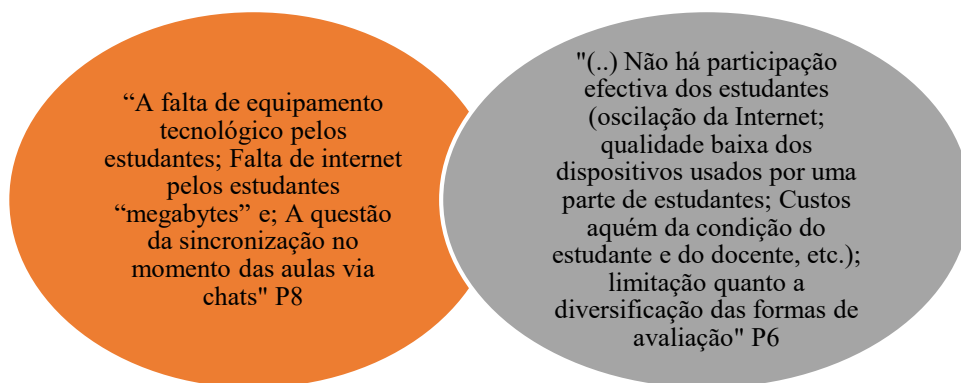 “A falta de equipamento
tecnológico pelos
estudantes; Falta de internet
pelos estudantes
“megabytes” e; A questão
da sincronização no
momento das aulas via
chats" P8
"(..) Não há participação
efectiva dos estudantes
(oscilação da Internet;
qualidade baixa dos
dispositivos usados por uma
parte de estudantes; Custos
aquém da condição do
estudante e do docente, etc.);
limitação quanto a
diversificação das formas de
avaliação" P6